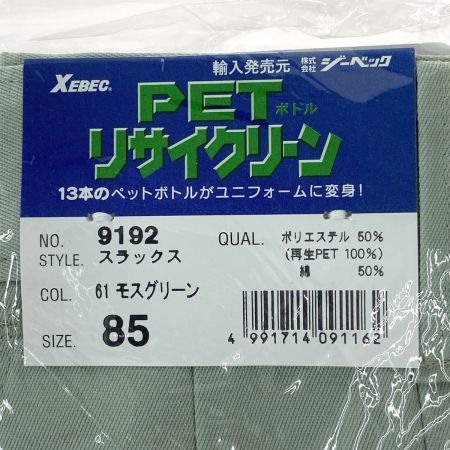 XEBEC®
輸入発売元 株式会社 ジーベック
PETボトル
リサイクリーン
13本のペットボトルがユニフォームに変身!
NO. 9192
STYLE. スラックス
COL. 61 モスグリーン
SIZE. 85
QUAL. ポリエステル 50%
(再生PET 100%)
綿 50%
4 991714 091162